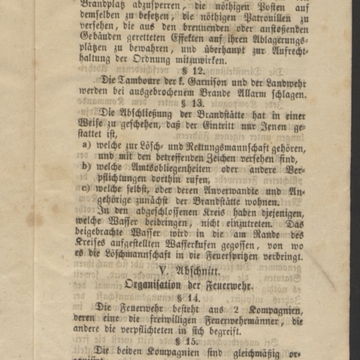 Brandplatz abzusperren, die nöthigen Posten auf
demselben zu besetzen, die nöthigen Patrouillen zu
versehen, die aus den brennenden oder anstoßenden
Gebäuden geretteten Effekten auf ihren Ablagerungs-
plätzen zu bewahren, und überhaupt zur Aufrecht-
haltung der Ordnung mitzuwirken.
§ 12.
Die Tamboure der k. Garnison und der Landwehr
werden bei ausgebrochenem Brande Allarm schlagen.
§ 13.
Die Abschließung der Brandstätte hat in einer
Weise zu geschehen, daß der Eintritt nur Jenen ge-
stattet ist,
a) welche zur Lösch- und Rettungsmannschaft gehören,
und mit den betreffenden Zeichen versehen sind,
b) welche Amtsobliegenheiten oder andere Ver-
pflichtungen dorthin rufen,
c) welche selbst, oder deren Anverwandte und An-
gehörige zunächst der Brandstätte wohnen.
In den abgeschlossenen Kreis haben diejenigen,
welche Wasser beibringen, nicht einzutreten. Das
beigebrachte Wasser wird in die am Rande des
Kreises aufgestellten Wasserkufen gegossen, von wo
es die Löschmannschaft in die Feuerspritzen verbringt.
V. Abschnitt.
Organisation der Feuerwehr.
§ 14.
Die Feuerwehr besteht aus 2 Kompagnien,
deren eine die freiwilligen Feuerwehrmänner, die
andere die verpflichteten in sich begreift.
§ 15.
Die beiden Kompagnien sind gleichmäßig or-